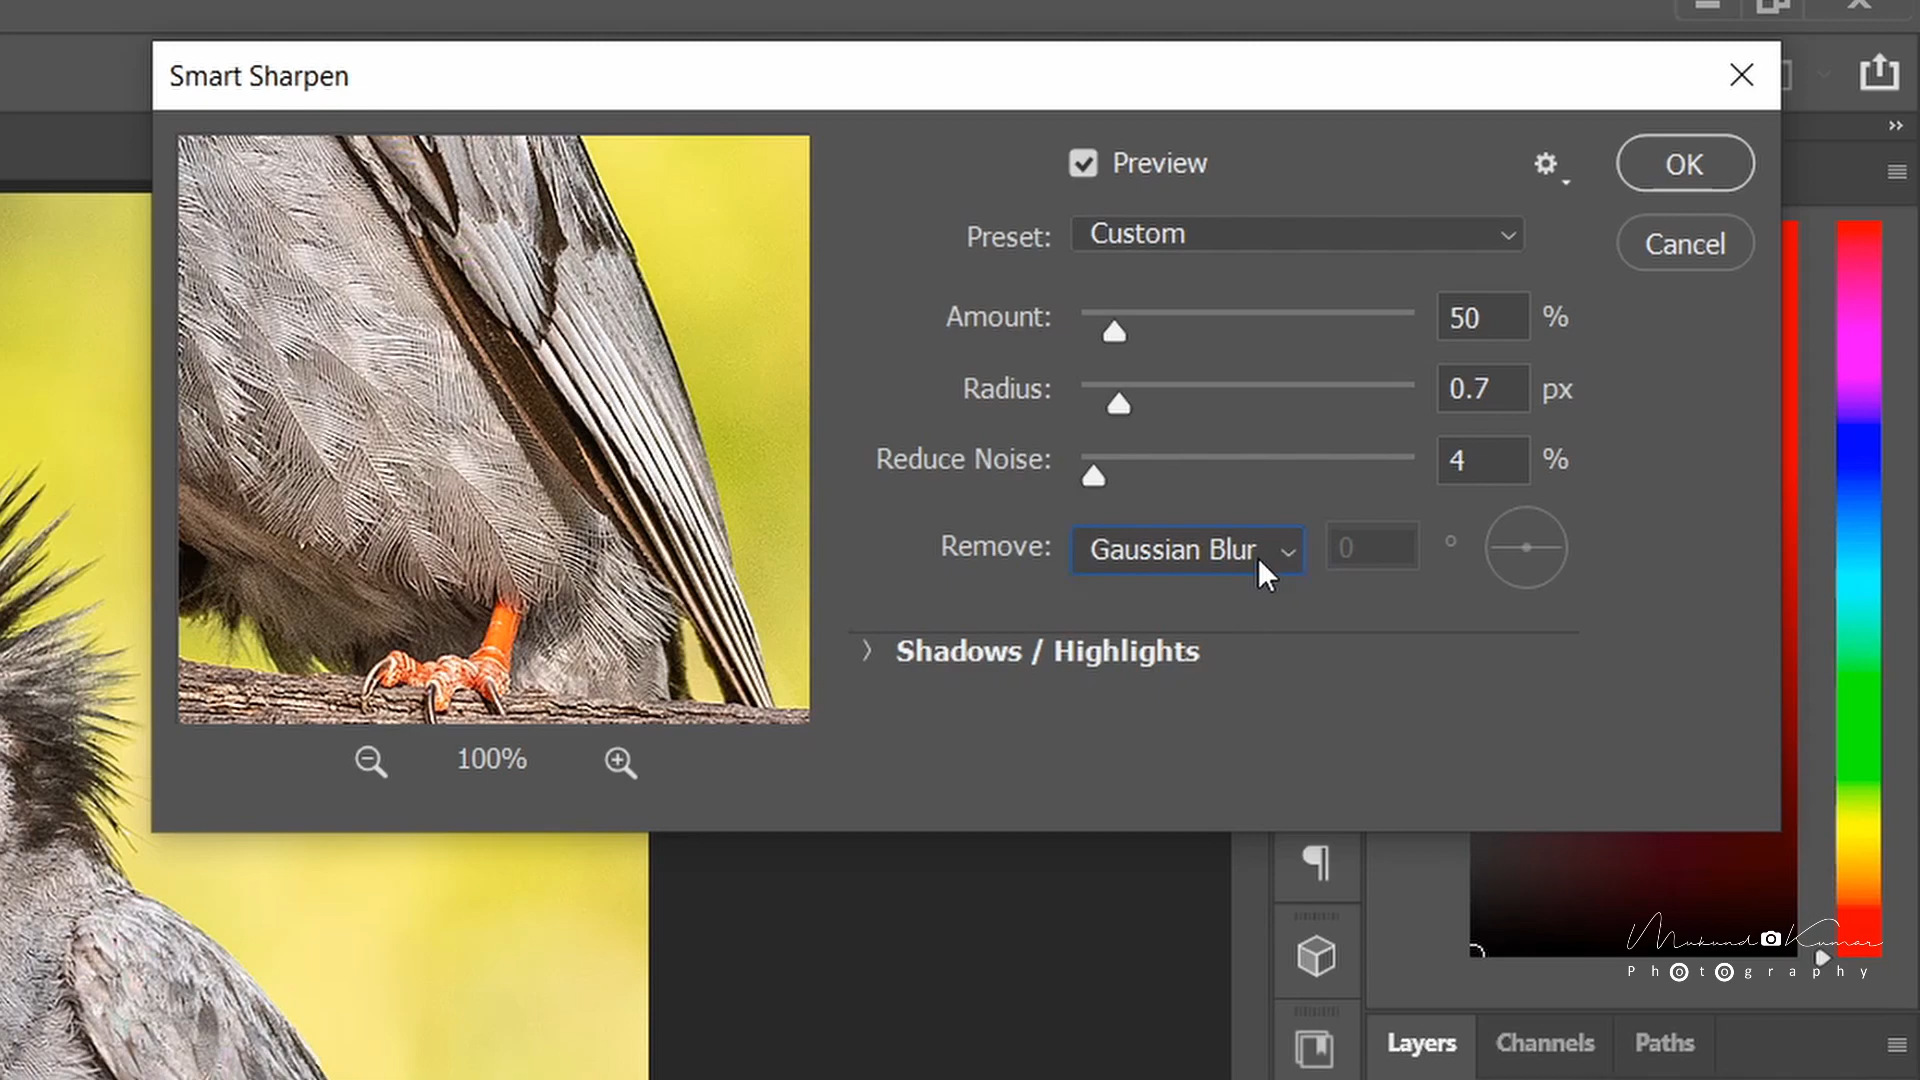 Smart Sharpen
Preview
OK
Preset: Custom
Cancel
Amount: 50 %
Radius: 0.7 px
Reduce Noise: 4 %
Remove: Gaussian Blur 0 °
Shadows / Highlights
100%
Mukund Kumar
Photography
Layers Channels Paths